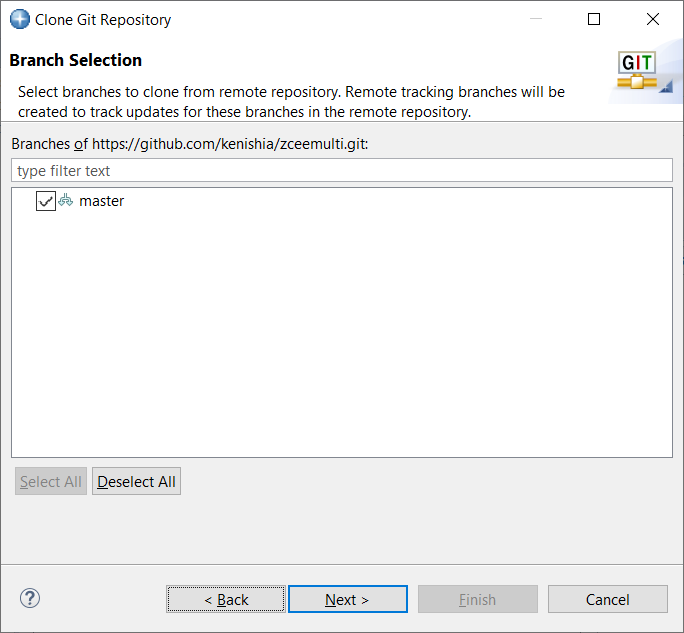 Clone Git Repository
Branch Selection
GIT
Select branches to clone from remote repository. Remote tracking branches will be
created to track updates for these branches in the remote repository.
Branches of https://github.com/kenishia/zceemulti.git:
type filter text
master
Select All
Deselect All
?
< Back
Next >
Finish
Cancel